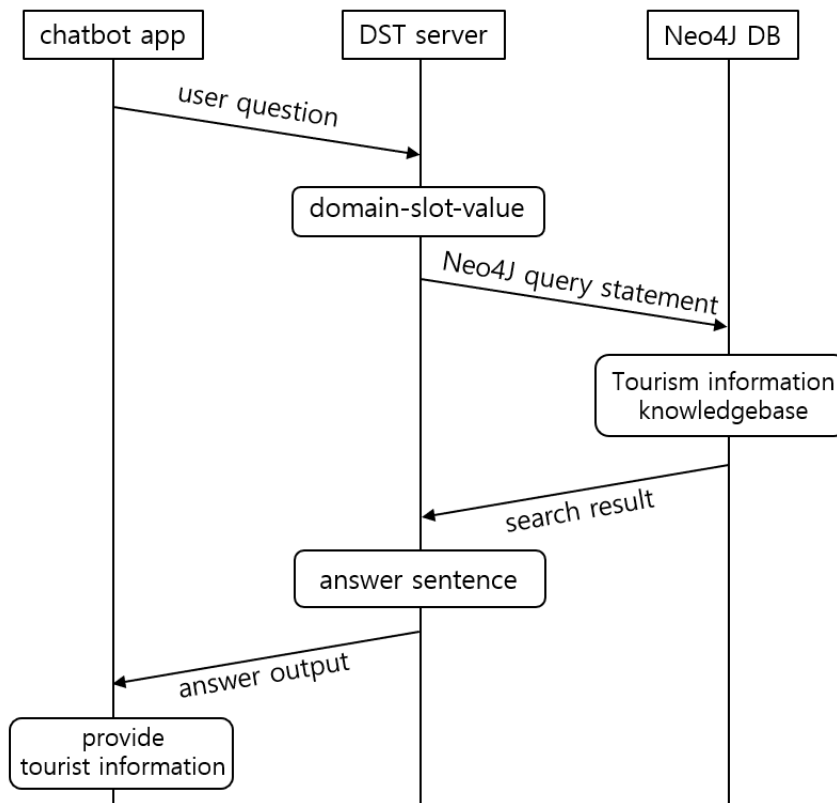 chatbot app
DST server
Neo4J DB
user question
domain-slot-value
Neo4J query statement
Tourism information
knowledgebase
search result
answer sentence
answer output
provide
tourist information